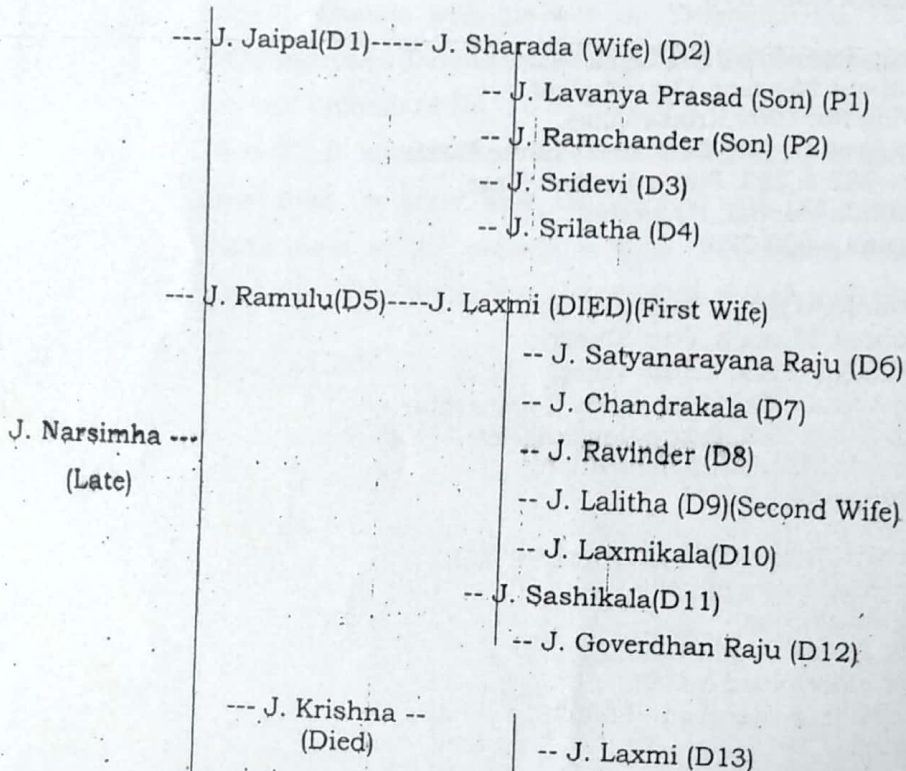 --- J. Jaipal(D1)----- J. Sharada (Wife) (D2)
-- J. Lavanya Prasad (Son) (P1)
-- J. Ramchander (Son) (P2)
-- J. Sridevi (D3)
-- J. Srilatha (D4)
--- J. Ramulu(D5)----J. Laxmi (DIED)(First Wife)
-- J. Satyanarayana Raju (D6)
-- J. Chandrakala (D7)
J. Narsimha ---
-- J. Ravinder (D8)
(Late)
-- J. Lalitha (D9)(Second Wife)
-- J. Laxmikala(D10)
-- J. Sashikala(D11)
-- J. Goverdhan Raju (D12)
--- J. Krishna --
(Died)
-- J. Laxmi (D13)